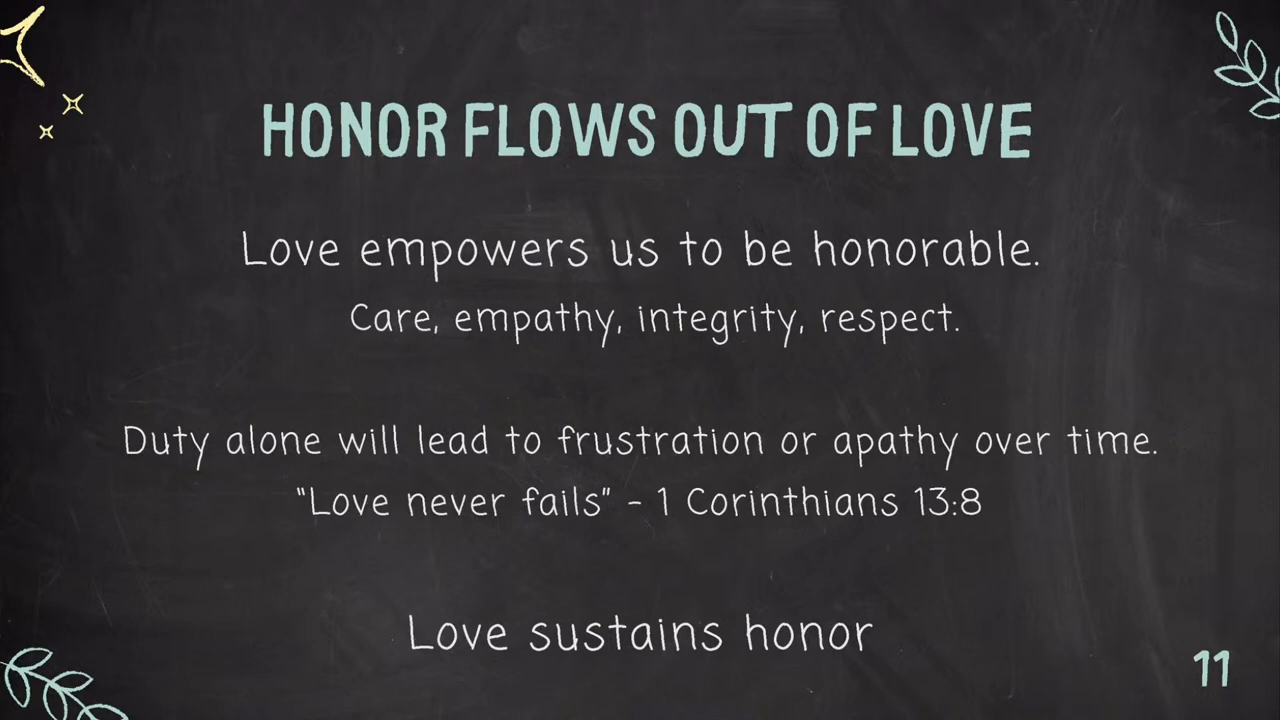 HONOR FLOWS OUT OF LOVE
Love empowers us to be honorable.
Care, empathy, integrity, respect.
Duty alone will lead to frustration or apathy over time.
"Love never fails" - 1 Corinthians 13:8
Love sustains honor
11